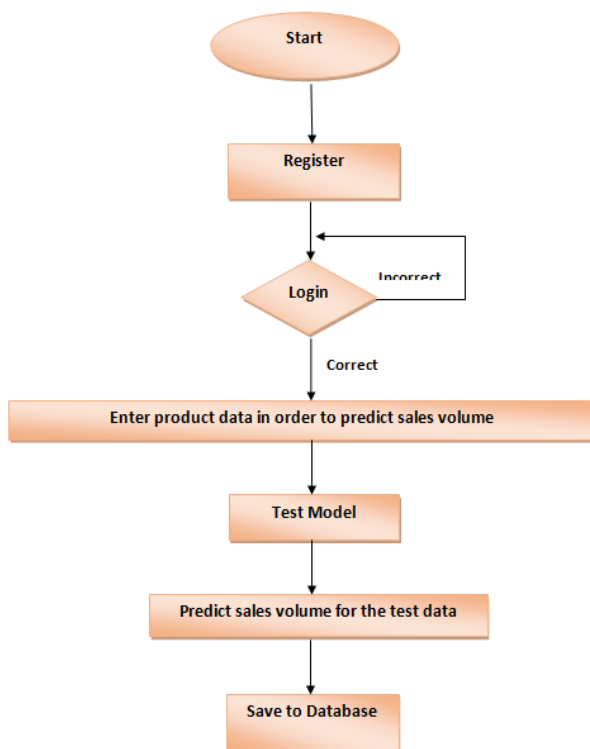 Start
Register
Incorrect
Login
Correct
Enter product data in order to predict sales volume
Test Model
Predict sales volume for the test data
Save to Database